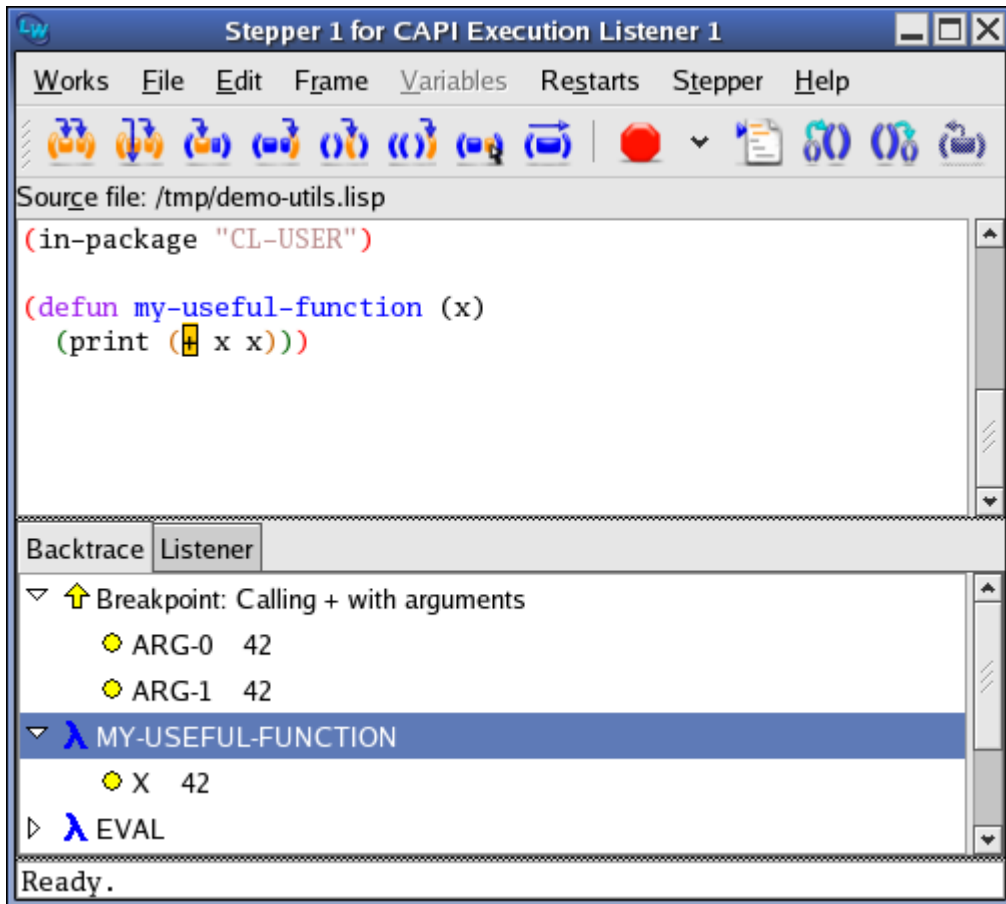 LW
Stepper 1 for CAPI Execution Listener 1
Works File Edit Frame Variables Restarts Stepper Help
Source file: /tmp/demo-utils.lisp
(in-package "CL-USER")
(defun my-useful-function (x)
(print (+ x x)))
Backtrace Listener
Breakpoint: Calling + with arguments
ARG-0 42
ARG-1 42
λ MY-USEFUL-FUNCTION
X 42
λ EVAL
Ready.